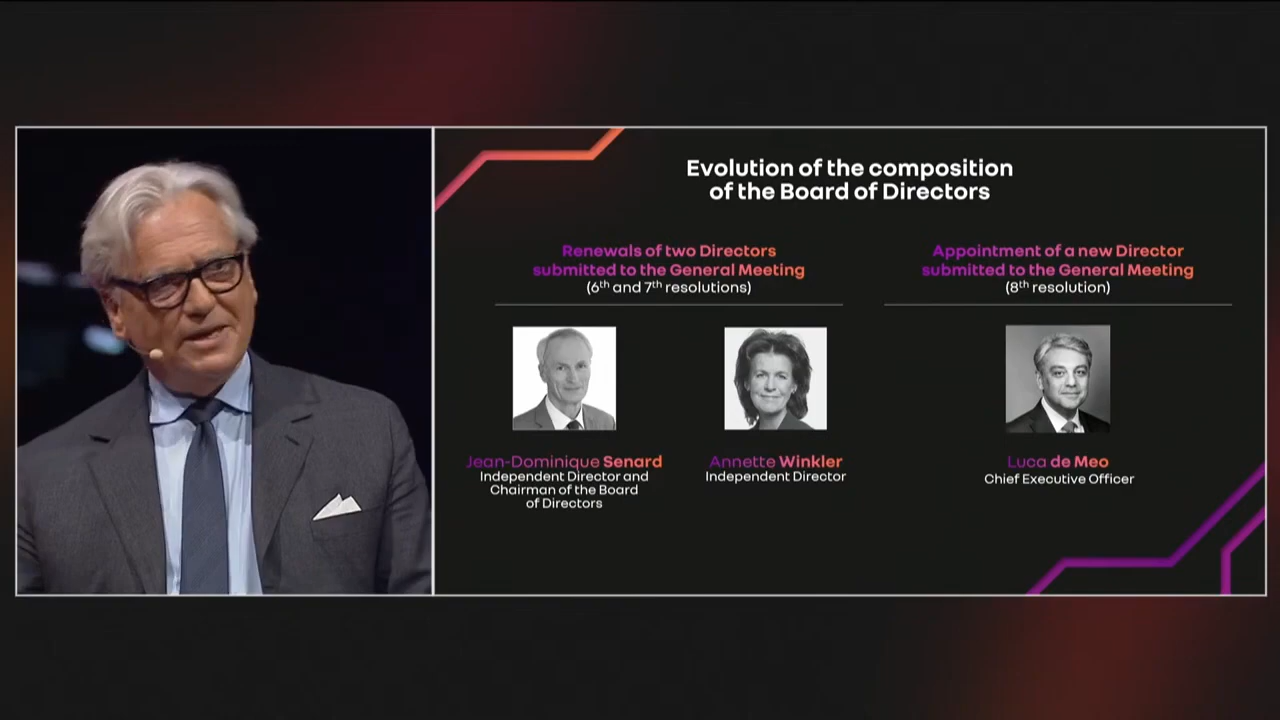 Evolution of the composition
of the Board of Directors
Renewals of two Directors
submitted to the General Meeting
(6th and 7th resolutions)
Appointment of a new Director
submitted to the General Meeting
(8th resolution)
Jean-Dominique Senard
Independent Director and
Chairman of the Board
of Directors
Annette Winkler
Independent Director
Luca de Meo
Chief Executive Officer